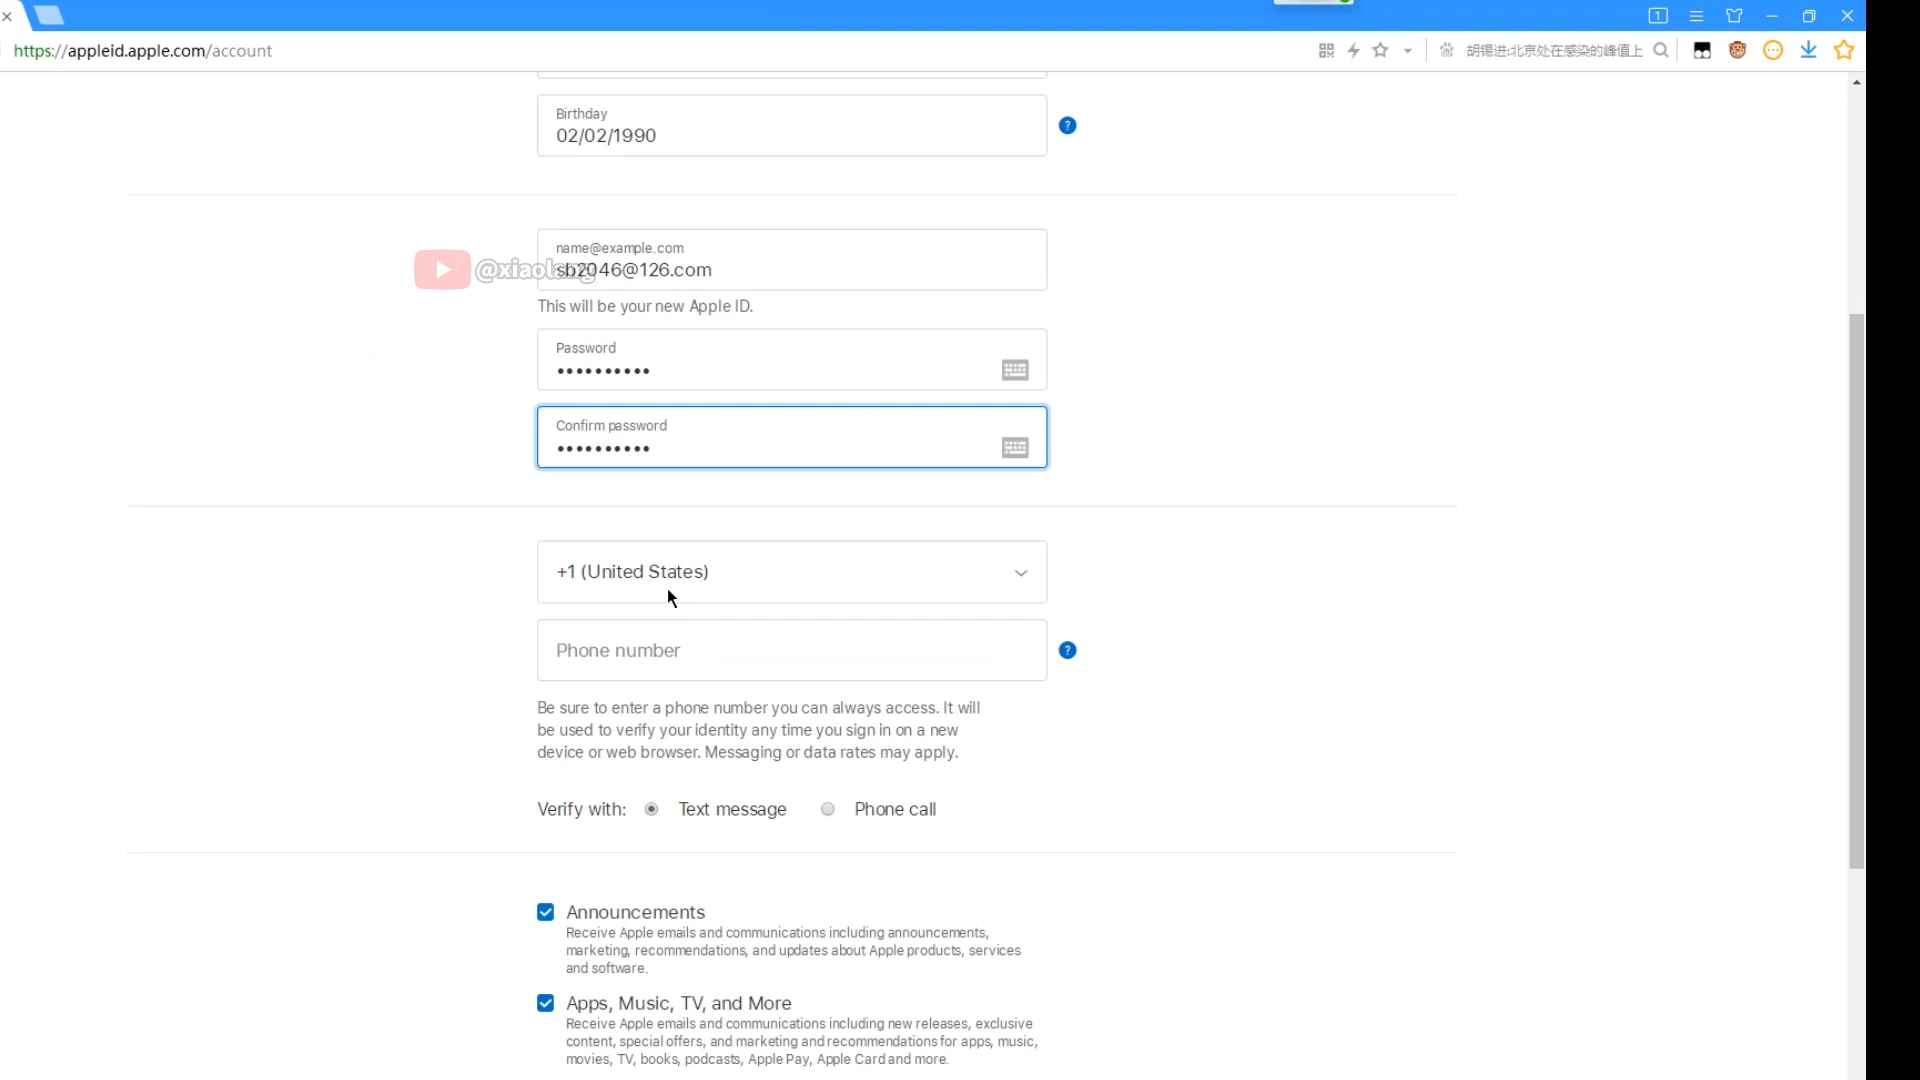 1
https://appleid.apple.com/account
胡锡进:北京处在感染的峰值上
Birthday
02/02/1990
?
name@example.com
sb2046@126.com
@xiaolang
This will be your new Apple ID.
Password
••••••••••
Confirm password
••••••••••
+1 (United States)
Phone number
?
Be sure to enter a phone number you can always access. It will
be used to verify your identity any time you sign in on a new
device or web browser. Messaging or data rates may apply.
Verify with: Text message Phone call
Announcements
Receive Apple emails and communications including announcements,
marketing, recommendations, and updates about Apple products, services
and software.
Apps, Music, TV, and More
Receive Apple emails and communications including new releases, exclusive
content, special offers, and marketing and recommendations for apps, music,
movies, TV, books, podcasts, Apple Pay, Apple Card and more.